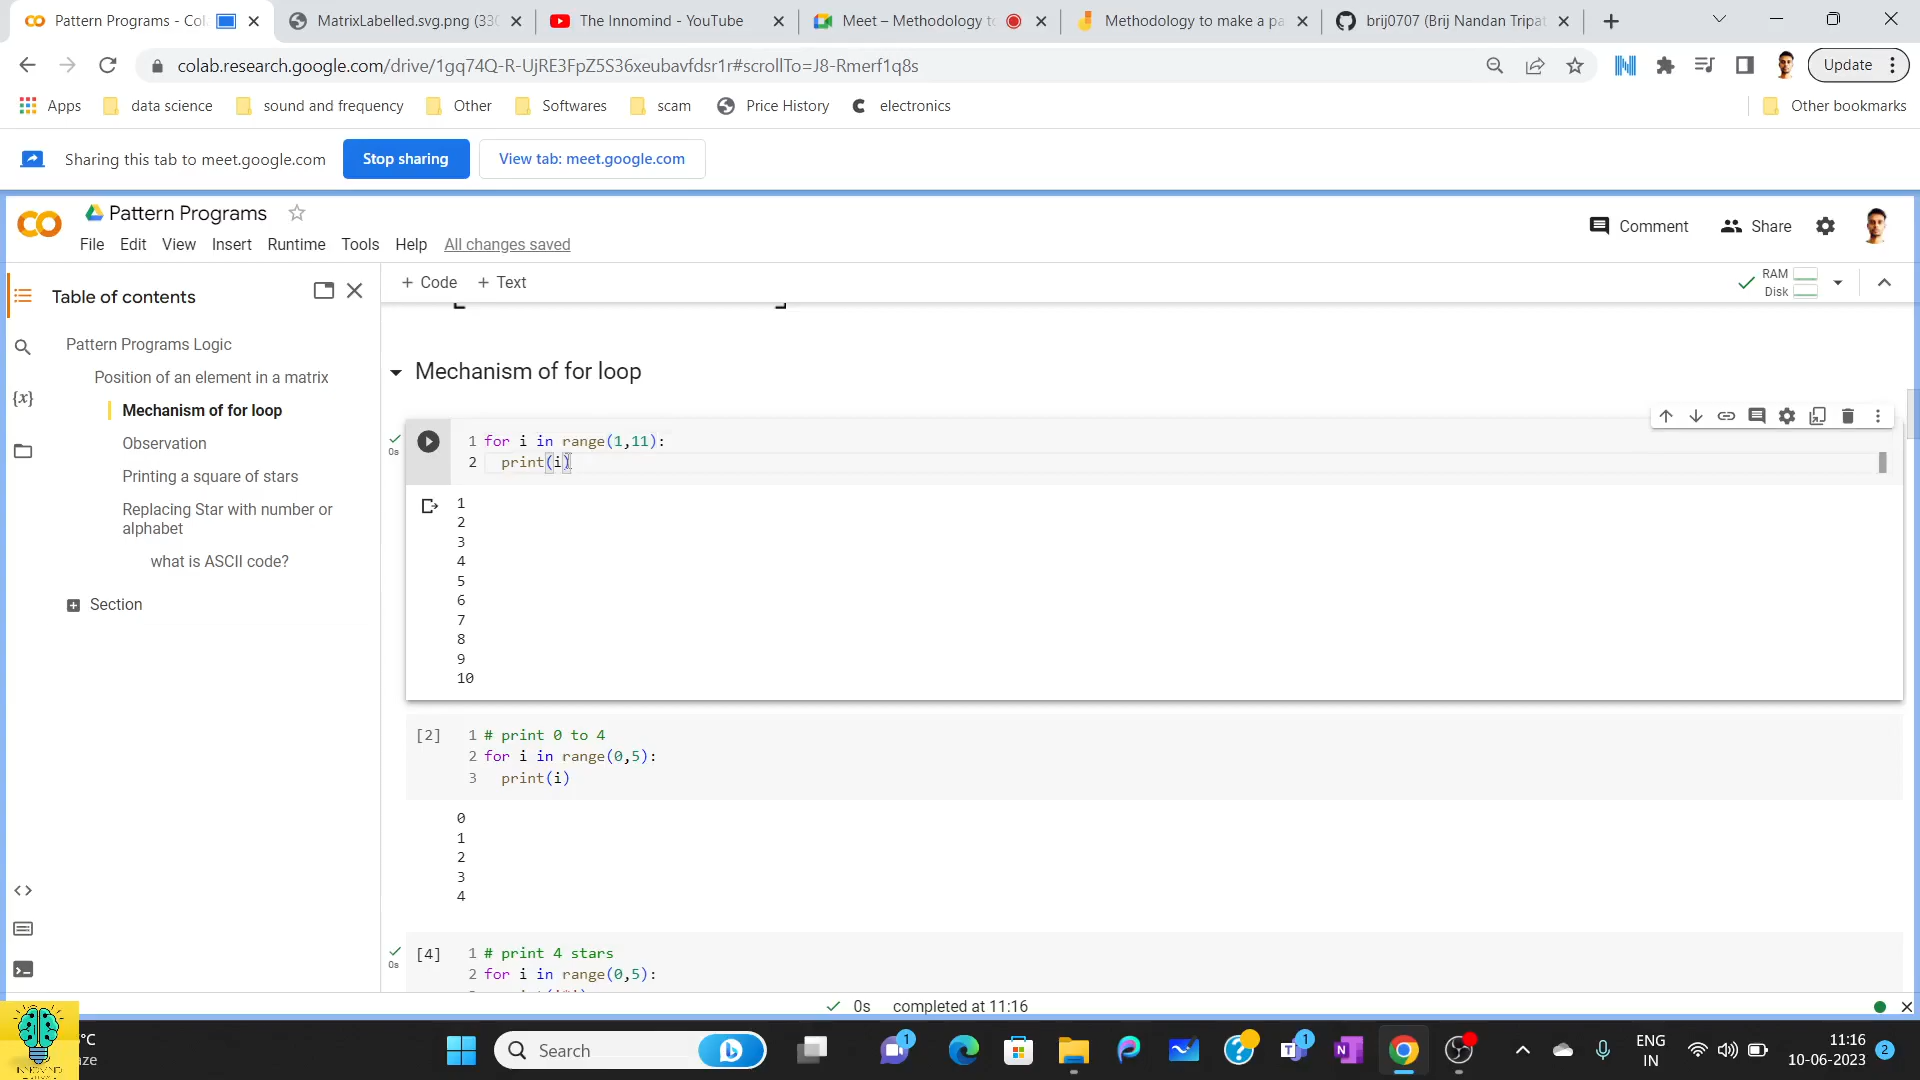 Pattern Programs - Col
MatrixLabelled.svg.png (330
The Innomind - YouTube
Meet – Methodology to
Methodology to make a pa
brij0707 (Brij Nandan Tripat
colab.research.google.com/drive/1gq74Q-R-UjRE3FpZ5S36xeubavfdsr1r#scrollTo=J8-Rmerf1q8s
Update
Apps
data science
sound and frequency
Other
Softwares
scam
Price History
electronics
Other bookmarks
Sharing this tab to meet.google.com
Stop sharing
View tab: meet.google.com
Pattern Programs
File Edit View Insert Runtime Tools Help All changes saved
Comment
Share
Table of contents
+ Code + Text
RAM
Disk
Pattern Programs Logic
Position of an element in a matrix
Mechanism of for loop
Observation
Printing a square of stars
Replacing Star with number or
alphabet
what is ASCII code?
Section
Mechanism of for loop
0s
1 for i in range(1,11):
2 print(i)
1
2
3
4
5
6
7
8
9
10
[2]
1 # print 0 to 4
2 for i in range(0,5):
3 print(i)
0
1
2
3
4
0s
[4]
1 # print 4 stars
2 for i in range(0,5):
0s completed at 11:16
°C
Search
1
1
ENG
IN
11:16
10-06-2023
2